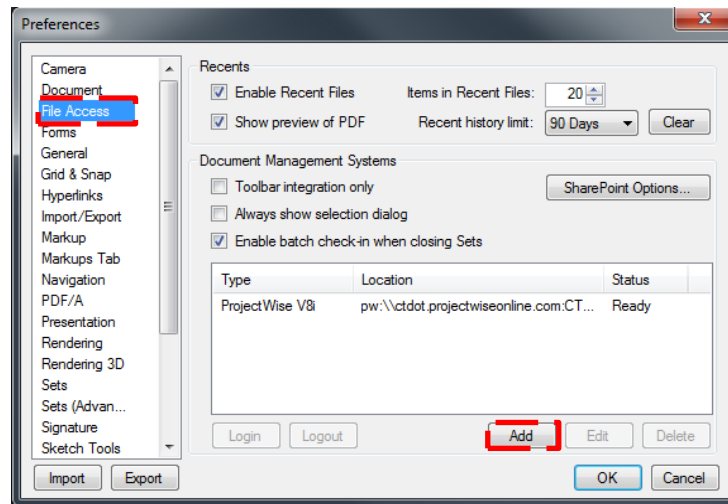 Preferences
Camera
Document
File Access
Forms
General
Grid & Snap
Hyperlinks
Import/Export
Markup
Markups Tab
Navigation
PDF/A
Presentation
Rendering
Rendering 3D
Sets
Sets (Advan...
Signature
Sketch Tools
Import Export
Recents
Enable Recent Files Items in Recent Files: 20
Show preview of PDF Recent history limit: 90 Days Clear
Document Management Systems
Toolbar integration only SharePoint Options...
Always show selection dialog
Enable batch check-in when closing Sets
Type Location Status
ProjectWise V8i pw:\\ctdot.projectwiseonline.com:CT... Ready
Login Logout Add Edit Delete
OK Cancel